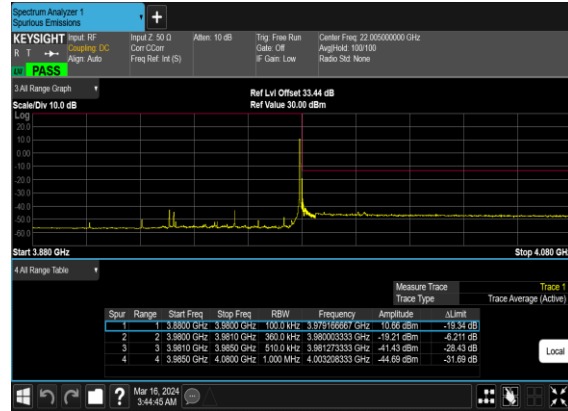 Spectrum Analyzer 1
Spurious Emissions
KEYSIGHT Input: RF Input Z: 50 Ω Atten: 10 dB Trig: Free Run Center Freq: 22.005000000 GHz
R T Coupling: DC Corr CCorr Gate: Off Avg|Hold: 100/100
Align: Auto Freq Ref: Int (S) IF Gain: Low Radio Std: None
PASS
3 All Range Graph
Ref Lvl Offset 33.44 dB
Scale/Div 10.0 dB Ref Value 30.00 dBm
Log
20.0
10.0
0.00
-10.0
-20.0
-30.0
-40.0
-50.0
-60.0
Start 3.880 GHz Stop 4.080 GHz
4 All Range Table
Measure Trace Trace 1
Trace Type Trace Average (Active)
Spur Range Start Freq Stop Freq RBW Frequency Amplitude ΔLimit
1 1 3.8800 GHz 3.9800 GHz 100.0 kHz 3.979166667 GHz 10.66 dBm -19.34 dB
2 2 3.9800 GHz 3.9810 GHz 360.0 kHz 3.980003333 GHz -19.21 dBm -6.211 dB
3 3 3.9810 GHz 3.9850 GHz 510.0 kHz 3.981273333 GHz -41.43 dBm -28.43 dB
4 4 3.9850 GHz 4.0800 GHz 1.000 MHz 4.003208333 GHz -44.69 dBm -31.69 dB
Local
Mar 16, 2024
3:44:45 AM